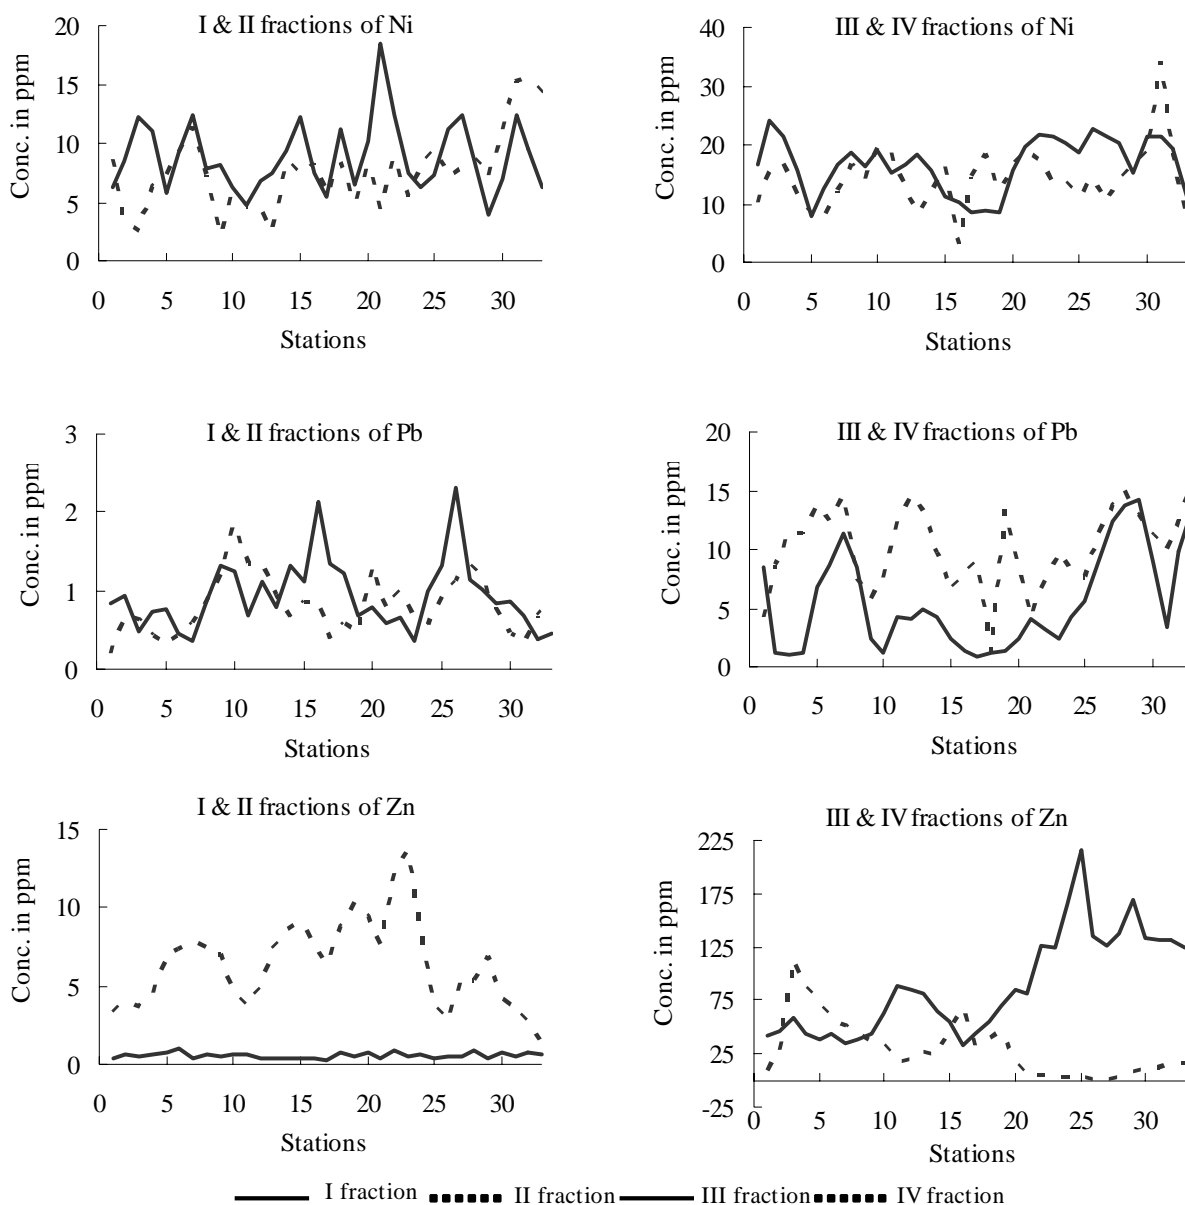 I & II fractions of Ni
20
15
10
5
0
Conc. in ppm
0 5 10 15 20 25 30
Stations
III & IV fractions of Ni
40
30
20
10
0
Conc. in ppm
0 5 10 15 20 25 30
Stations
I & II fractions of Pb
3
2
1
0
Conc. in ppm
0 5 10 15 20 25 30
Stations
III & IV fractions of Pb
20
15
10
5
0
Conc. in ppm
0 5 10 15 20 25 30
Stations
I & II fractions of Zn
15
10
5
0
Conc. in ppm
0 5 10 15 20 25 30
Stations
III & IV fractions of Zn
225
175
125
75
25
-25
Conc. in ppm
0 5 10 15 20 25 30
Stations
I fraction II fraction III fraction IV fraction